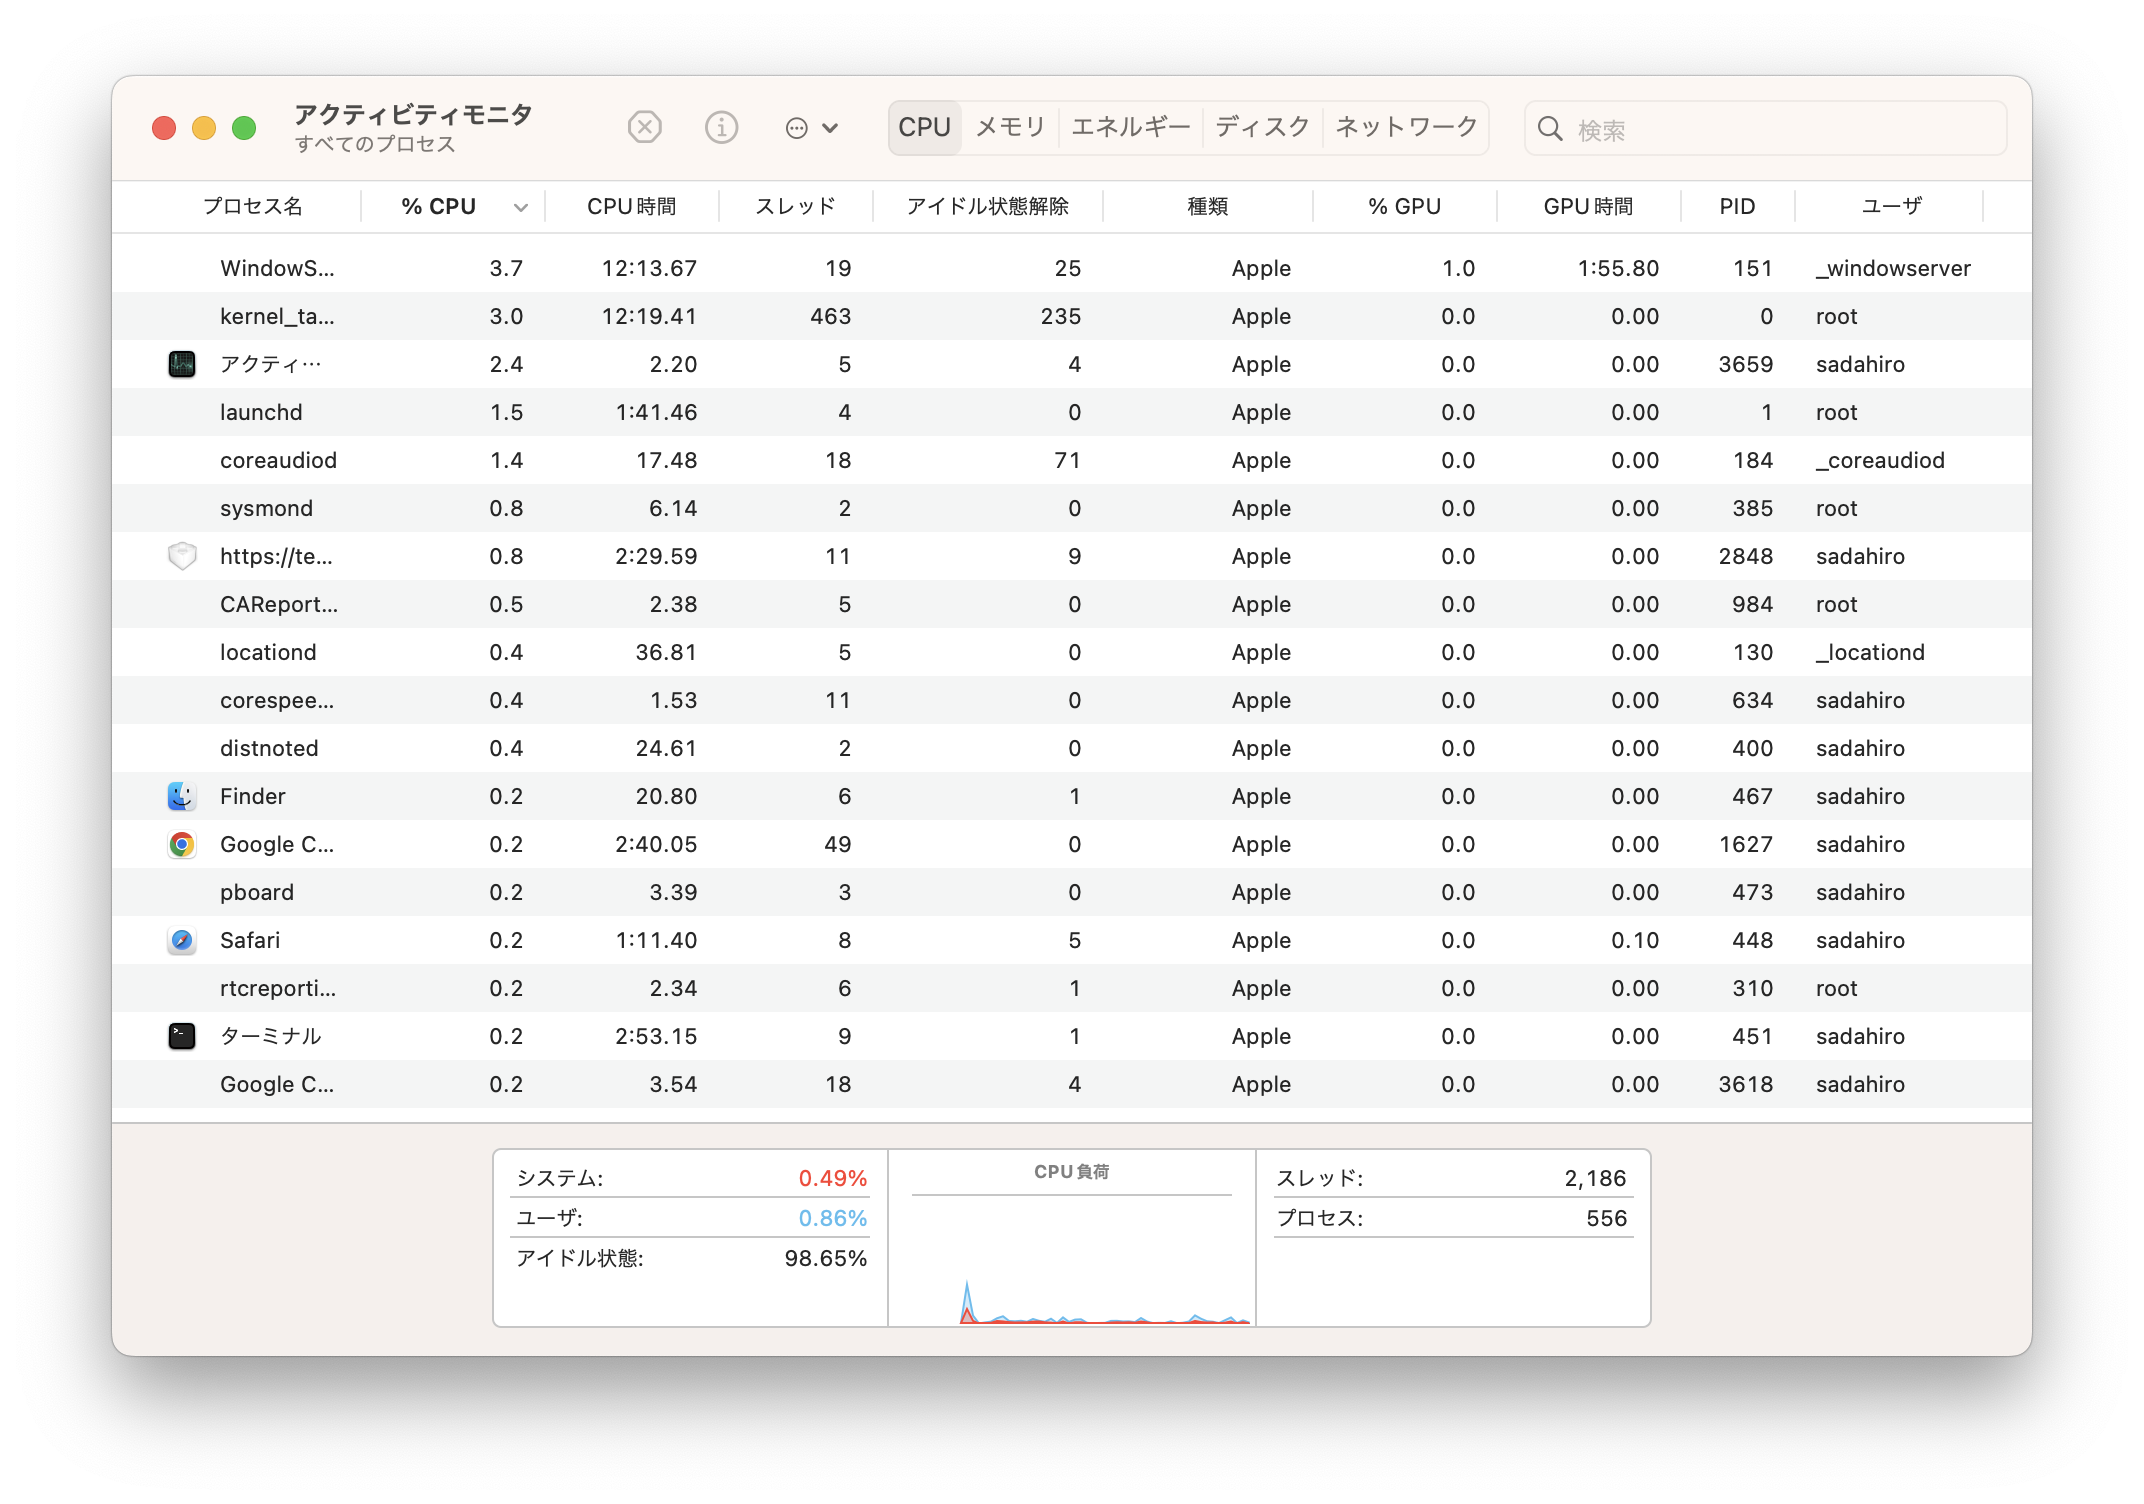 アクティビティモニタ
すべてのプロセス
CPU メモリ エネルギー ディスク ネットワーク 検索
プロセス名 % CPU CPU時間 スレッド アイドル状態解除 種類 % GPU GPU時間 PID ユーザ
WindowS... 3.7 12:13.67 19 25 Apple 1.0 1:55.80 151 _windowserver
kernel_ta... 3.0 12:19.41 463 235 Apple 0.0 0.00 0 root
アクティ… 2.4 2.20 5 4 Apple 0.0 0.00 3659 sadahiro
launchd 1.5 1:41.46 4 0 Apple 0.0 0.00 1 root
coreaudiod 1.4 17.48 18 71 Apple 0.0 0.00 184 _coreaudiod
sysmond 0.8 6.14 2 0 Apple 0.0 0.00 385 root
https://te... 0.8 2:29.59 11 9 Apple 0.0 0.00 2848 sadahiro
CAReport... 0.5 2.38 5 0 Apple 0.0 0.00 984 root
locationd 0.4 36.81 5 0 Apple 0.0 0.00 130 _locationd
corespee... 0.4 1.53 11 0 Apple 0.0 0.00 634 sadahiro
distnoted 0.4 24.61 2 0 Apple 0.0 0.00 400 sadahiro
Finder 0.2 20.80 6 1 Apple 0.0 0.00 467 sadahiro
Google C... 0.2 2:40.05 49 0 Apple 0.0 0.00 1627 sadahiro
pboard 0.2 3.39 3 0 Apple 0.0 0.00 473 sadahiro
Safari 0.2 1:11.40 8 5 Apple 0.0 0.10 448 sadahiro
rtcreporti... 0.2 2.34 6 1 Apple 0.0 0.00 310 root
ターミナル 0.2 2:53.15 9 1 Apple 0.0 0.00 451 sadahiro
Google C... 0.2 3.54 18 4 Apple 0.0 0.00 3618 sadahiro
システム: 0.49%
ユーザ: 0.86%
アイドル状態: 98.65%
CPU負荷
スレッド: 2,186
プロセス: 556